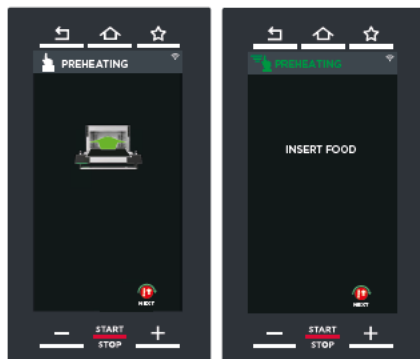 PREHEATING
NEXT
START
STOP
PREHEATING
INSERT FOOD
NEXT
START
STOP